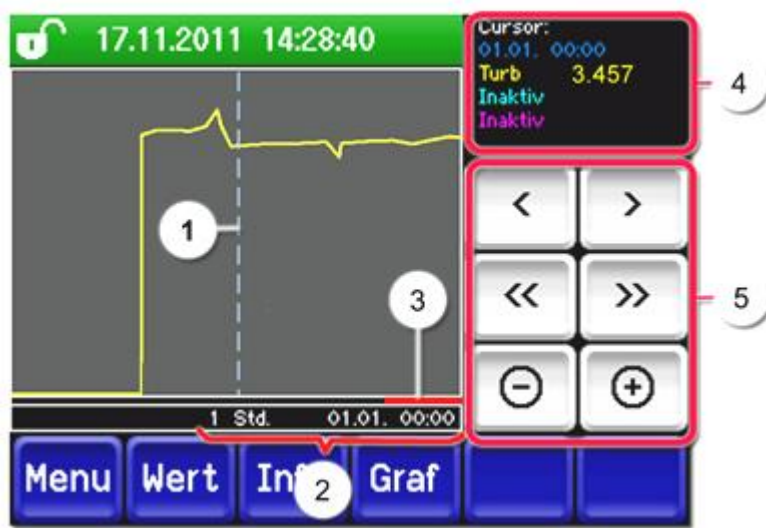 17.11.2011 14:28:40
Cursor:
01.01. 00:00
Turb 3.457
Inaktiv
Inaktiv
4
1
3
< >
<< >>
5
- +
1 Std. 01.01. 00:00
2
Menu Wert Graf